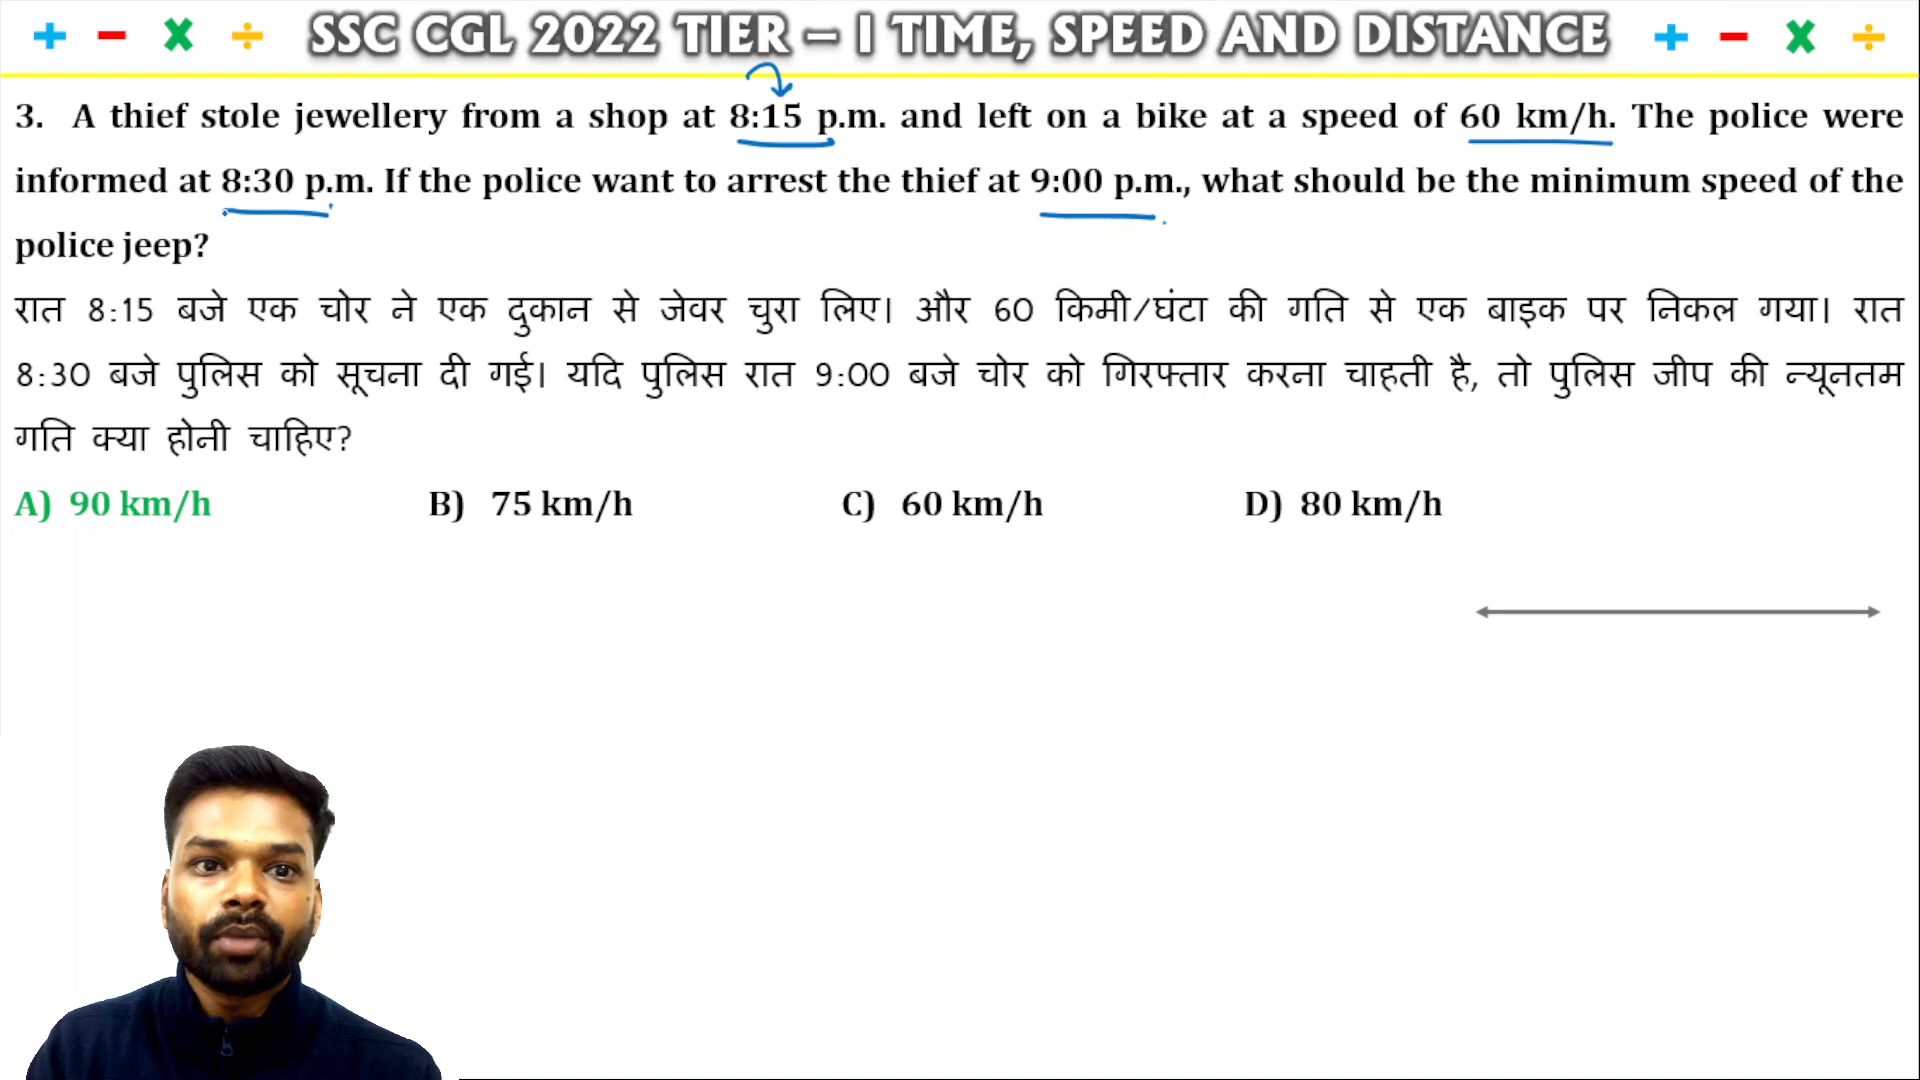 + - × ÷ SSC CGL 2022 TIER – I TIME, SPEED AND DISTANCE + - × ÷
3. A thief stole jewellery from a shop at 8:15 p.m. and left on a bike at a speed of 60 km/h. The police were
informed at 8:30 p.m. If the police want to arrest the thief at 9:00 p.m., what should be the minimum speed of the
police jeep?
रात 8:15 बजे एक चोर ने एक दुकान से जेवर चुरा लिए। और 60 किमी/घंटा की गति से एक बाइक पर निकल गया। रात
8:30 बजे पुलिस को सूचना दी गई। यदि पुलिस रात 9:00 बजे चोर को गिरफ्तार करना चाहती है, तो पुलिस जीप की न्यूनतम
गति क्या होनी चाहिए?
A) 90 km/h B) 75 km/h C) 60 km/h D) 80 km/h